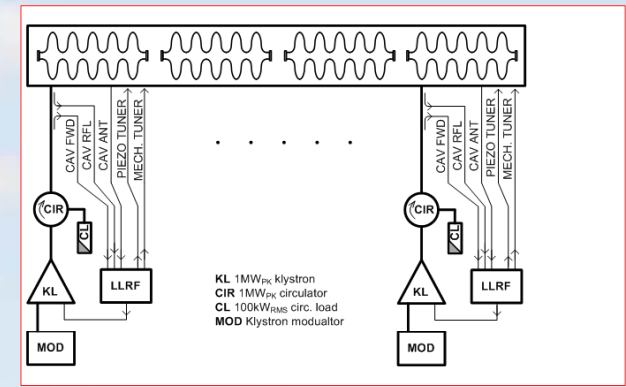 CAV FWD
CAV RFL
CAV ANT
PIEZO TUNER
MECH. TUNER
CAV FWD
CAV RFL
CAV ANT
PIEZO TUNER
MECH. TUNER
CIR
CL
CIR
CL
KL
LLRF
KL 1MWPK klystron
CIR 1MWPK circulator
CL 100kWRMS circ. load
MOD Klystron modualtor
KL
LLRF
MOD
MOD